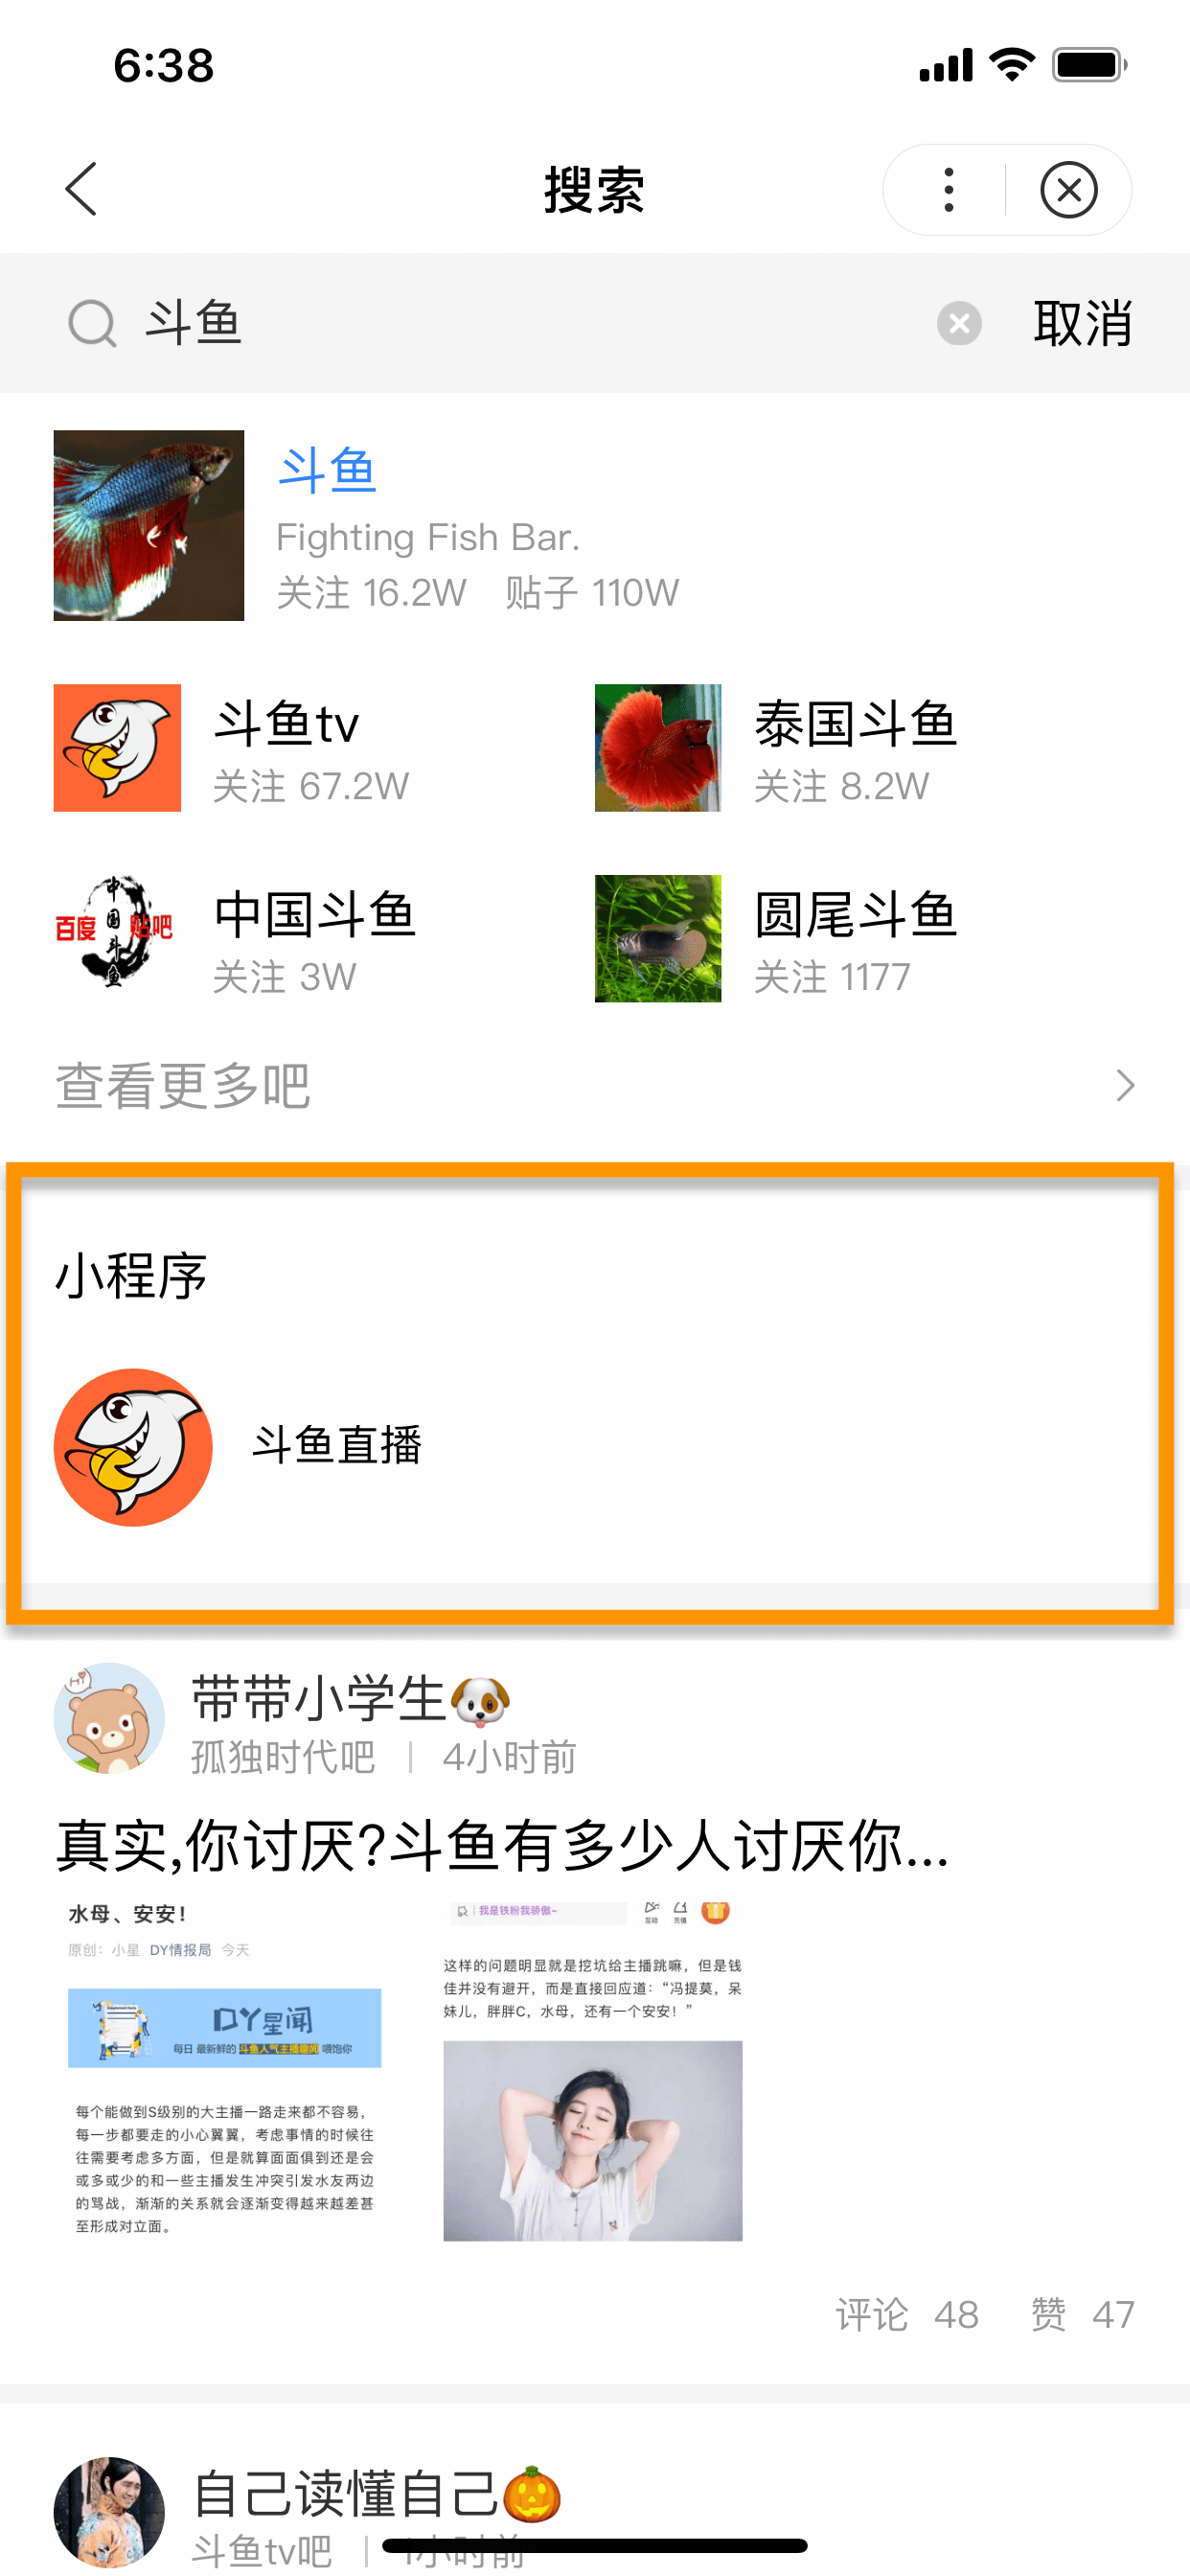 6:38
搜索
斗鱼
取消
斗鱼
Fighting Fish Bar.
关注 16.2W 贴子 110W
斗鱼tv
关注 67.2W
泰国斗鱼
关注 8.2W
百度 中国斗鱼 贴吧
中国斗鱼
关注 3W
圆尾斗鱼
关注 1177
查看更多吧
小程序
斗鱼直播
HI
带带小学生🐶
孤独时代吧 | 4小时前
真实,你讨厌?斗鱼有多少人讨厌你...
水母、安安！
原创：小星 DY情报局 今天
DY星闻
每日 最新鲜的 斗鱼人气主播趣闻 喂饱你
每个能做到S级别的大主播一路走来都不容易，
每一步都要走的小心翼翼，考虑事情的时候往
往需要考虑多方面，但是就算面面俱到还是会
或多或少的和一些主播发生冲突引发水友两边
的骂战，渐渐的关系就会逐渐变得越来越差甚
至形成对立面。
我是铁粉我骄傲~
互动 充值
这样的问题明显就是挖坑给主播跳嘛，但是钱
佳并没有避开，而是直接回应道：“冯提莫，呆
妹儿，胖胖C，水母，还有一个安安！”
评论 48 赞 47
自己读懂自己🎃
斗鱼tv吧 | 1小时前